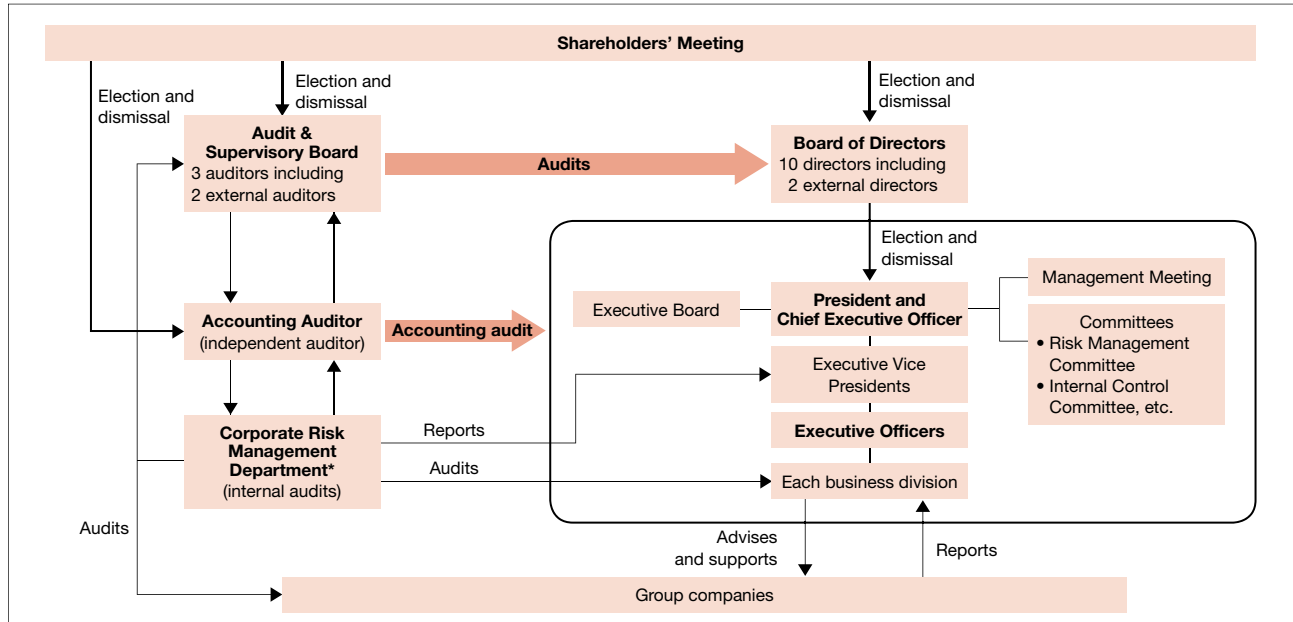 Shareholders’ Meeting
Election and
dismissal
Election and
dismissal
Election and
dismissal
Audit &
Supervisory Board
3 auditors including
2 external auditors
Audits
Board of Directors
10 directors including
2 external directors
Election and
dismissal
Accounting Auditor
(independent auditor)
Accounting audit
Executive Board
President and
Chief Executive Officer
Management Meeting
Committees
• Risk Management
Committee
• Internal Control
Committee, etc.
Executive Vice
Presidents
Executive Officers
Each business division
Corporate Risk
Management
Department*
(internal audits)
Reports
Audits
Audits
Advises
and supports
Reports
Group companies